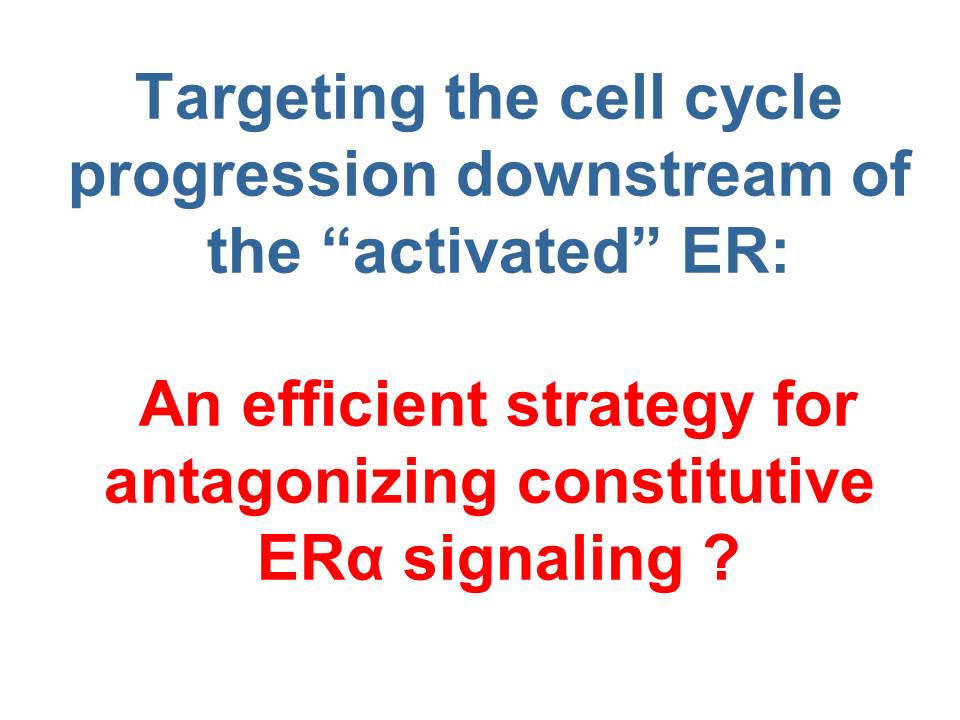 Targeting the cell cycle
progression downstream of
the “activated” ER:
An efficient strategy for
antagonizing constitutive
ERα signaling ?